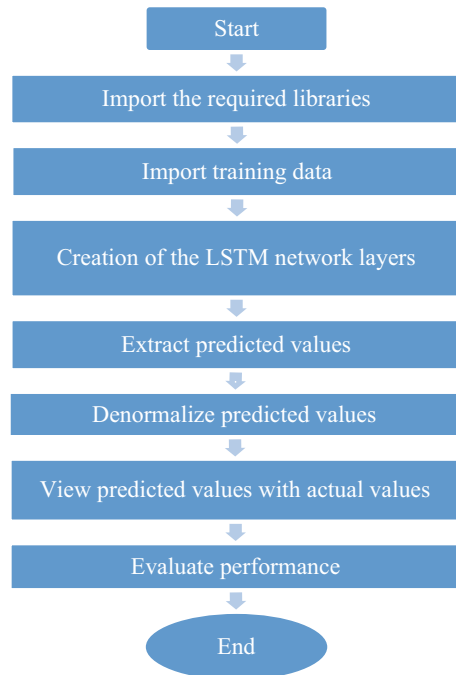 Start
Import the required libraries
Import training data
Creation of the LSTM network layers
Extract predicted values
Denormalize predicted values
View predicted values with actual values
Evaluate performance
End